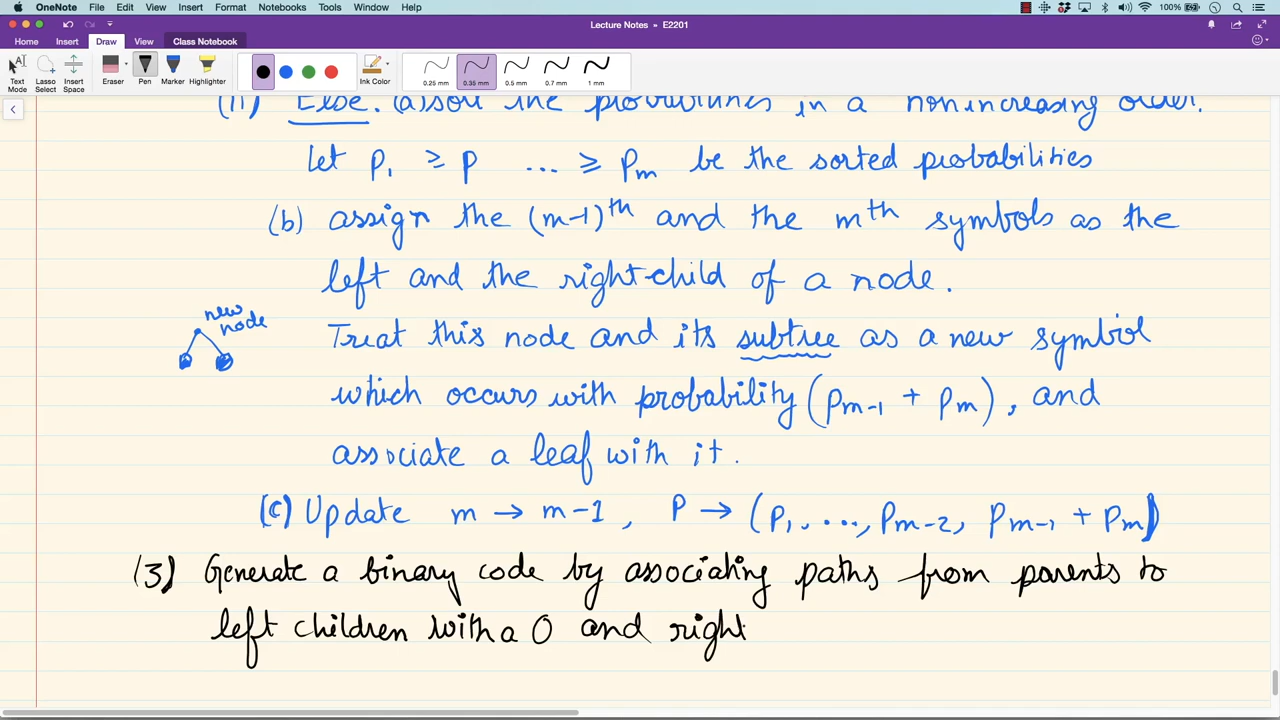 OneNote File Edit View Insert Format Notebooks Tools Window Help 100%
Lecture Notes » E2201
Home Insert Draw View Class Notebook
Text Mode Lasso Select Insert Space Eraser Pen Marker Highlighter Ink Color 0.25 mm 0.35 mm 0.5 mm 0.7 mm 1 mm
(ii) Else. (a) sort the probabilities in a nonincreasing order.
Let p₁ ≥ p ... ≥ pₘ be the sorted probabilities
(b) assign the (m-1)ᵗʰ and the mᵗʰ symbols as the
left and the right-child of a node.
new
node
Treat this node and its subtree as a new symbol
which occurs with probability (pₘ₋₁ + pₘ), and
associate a leaf with it.
(c) Update m → m-1, P → (p₁, ..., pₘ₋₂, pₘ₋₁ + pₘ)
(3) Generate a binary code by associating paths from parents to
left children with a 0 and right